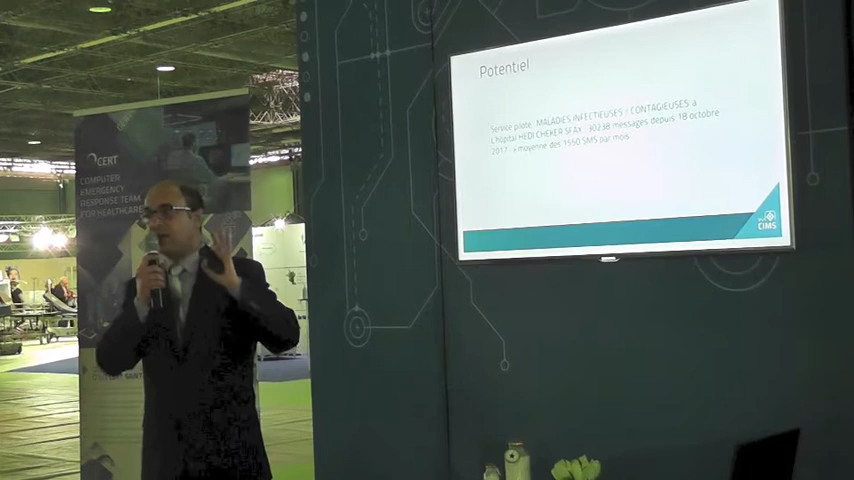 Potentiel
Service pilote : MALADIES INFECTIEUSES / CONTAGIEUSES a
L'hopital HEDI CHEKER SFAX : 30238 messages depuis 18 octobre
2017 → moyenne des 1550 SMS par mois
CIMS
CERT
COMPUTER
EMERGENCY
RESPONSE TEAM
FOR HEALTHCARE